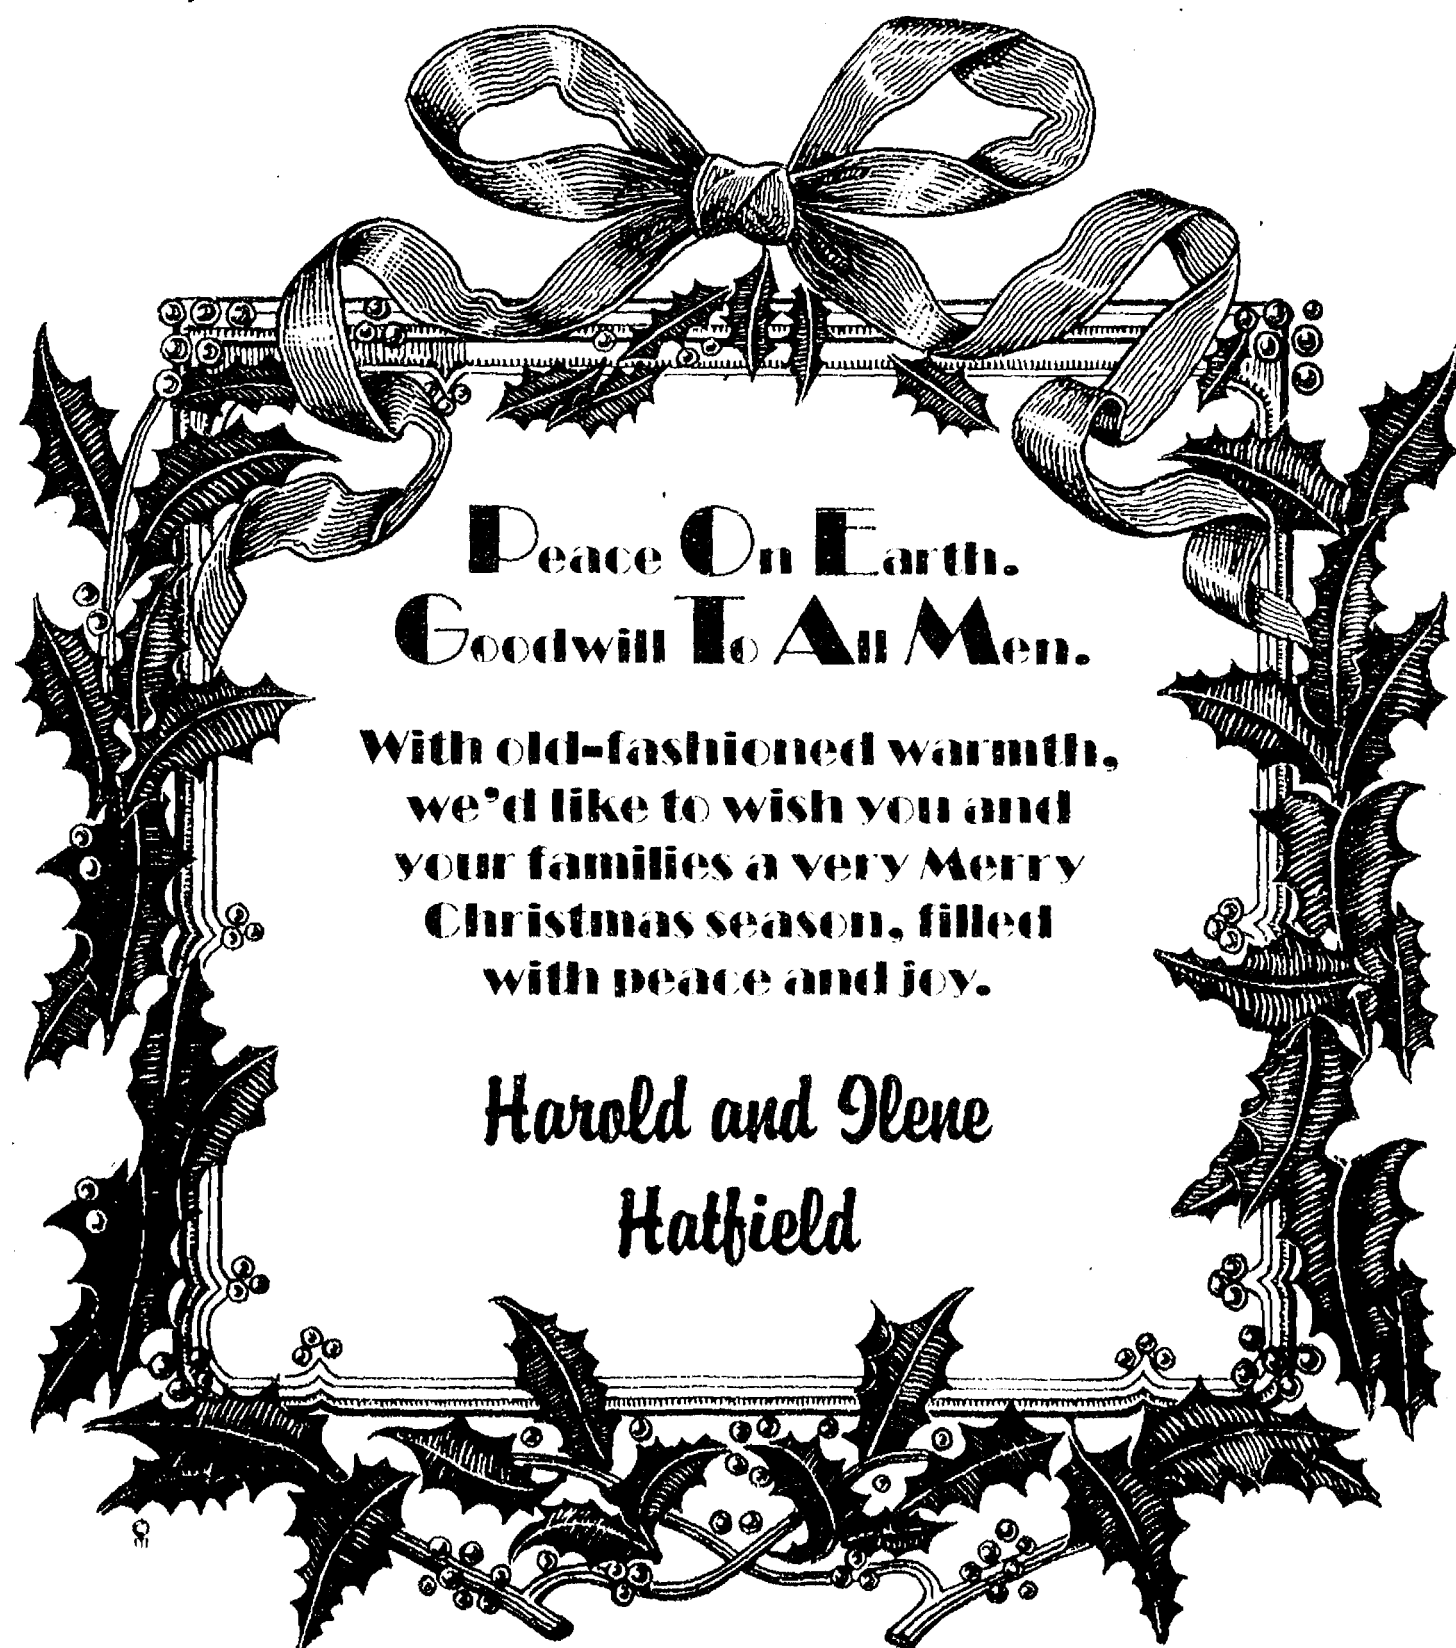 Peace On Earth.
Goodwill To All Men.
With old-fashioned warmth,
we'd like to wish you and
your families a very Merry
Christmas season, filled
with peace and joy.
Harold and Ilene
Hatfield